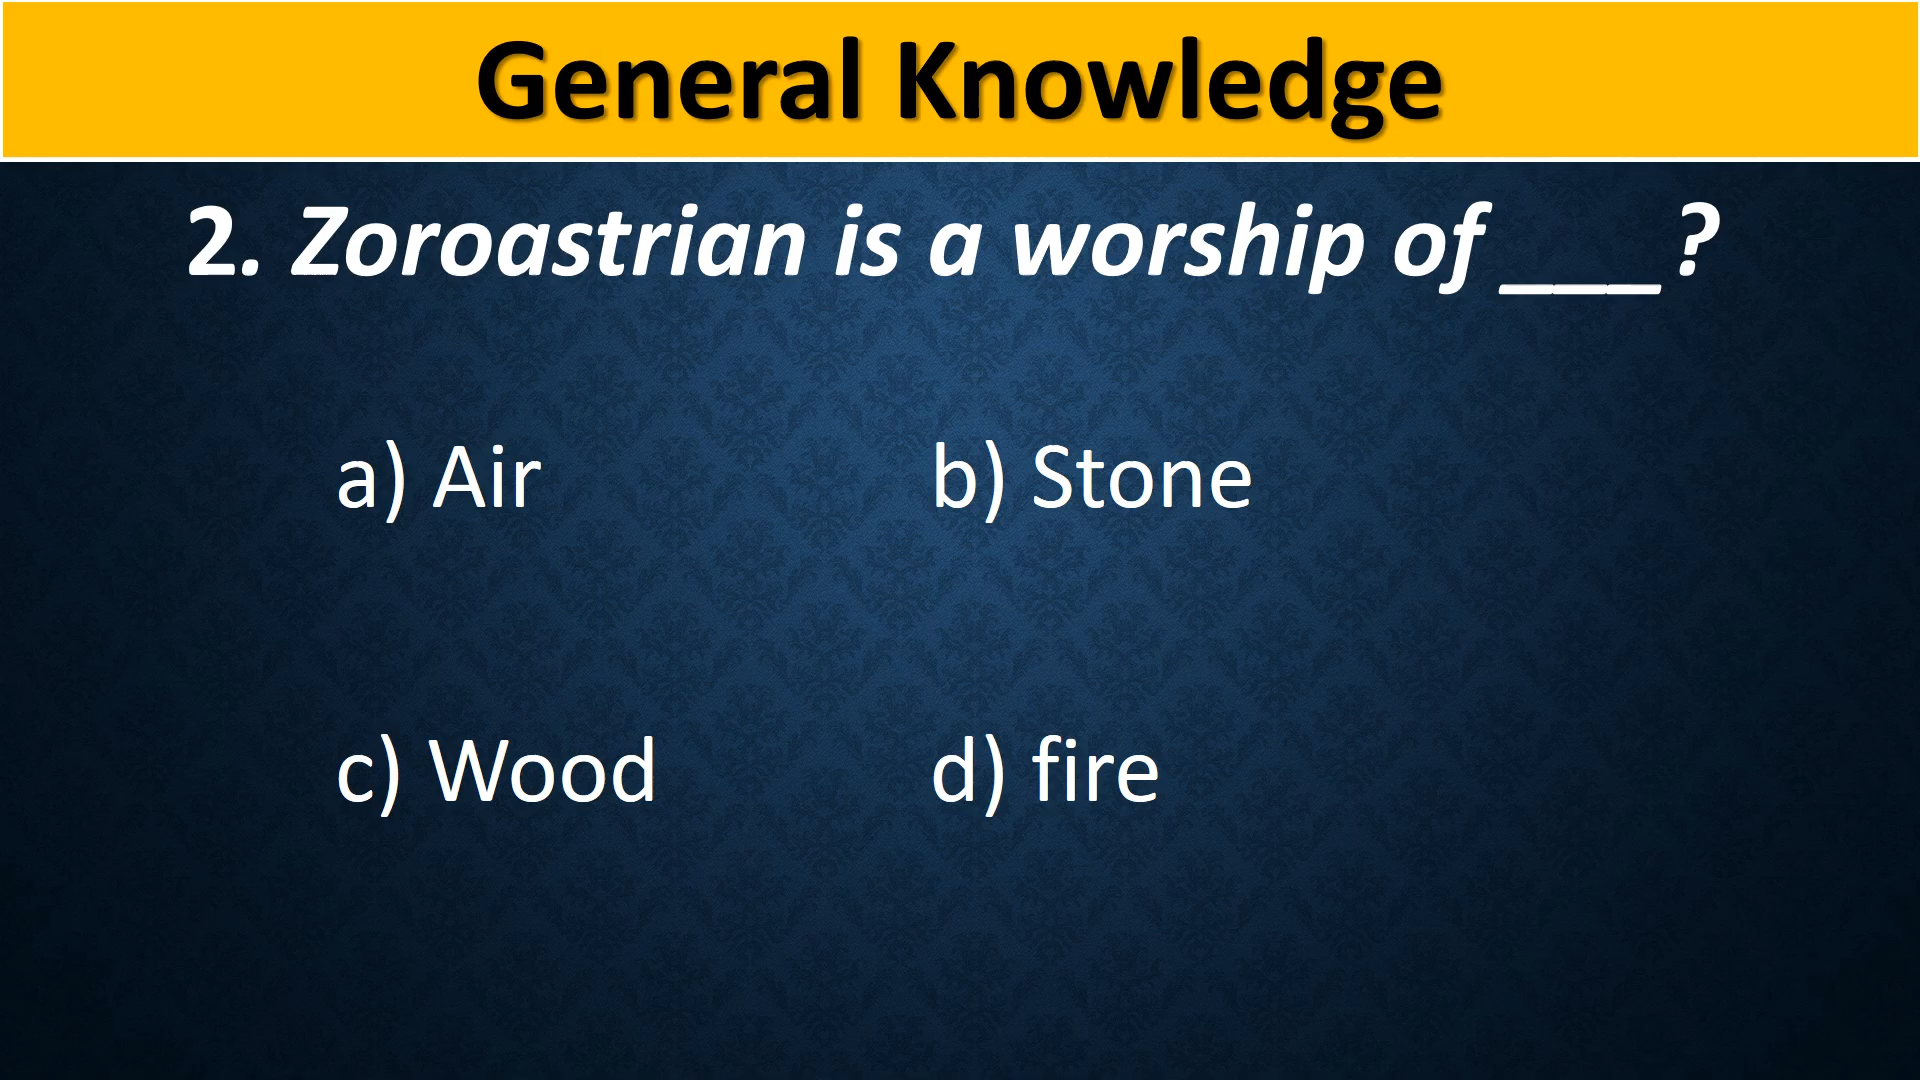 General Knowledge
2. Zoroastrian is a worship of ___?
a) Air b) Stone
c) Wood d) fire